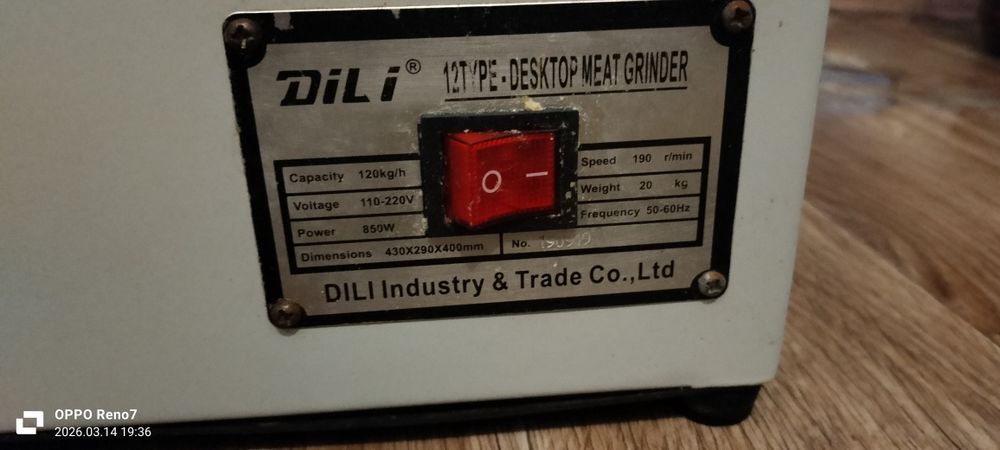 DiLi® 12TYPE-DESKTOP MEAT GRINDER
O –
Capacity 120kg/h
Voltage 110-220V
Power 850W
Dimensions 430X290X400mm
Speed 190 r/min
Weight 20 kg
Frequency 50-60Hz
No.
DILI Industry & Trade Co.,Ltd
OPPO Reno7
2026.03.14 19:36